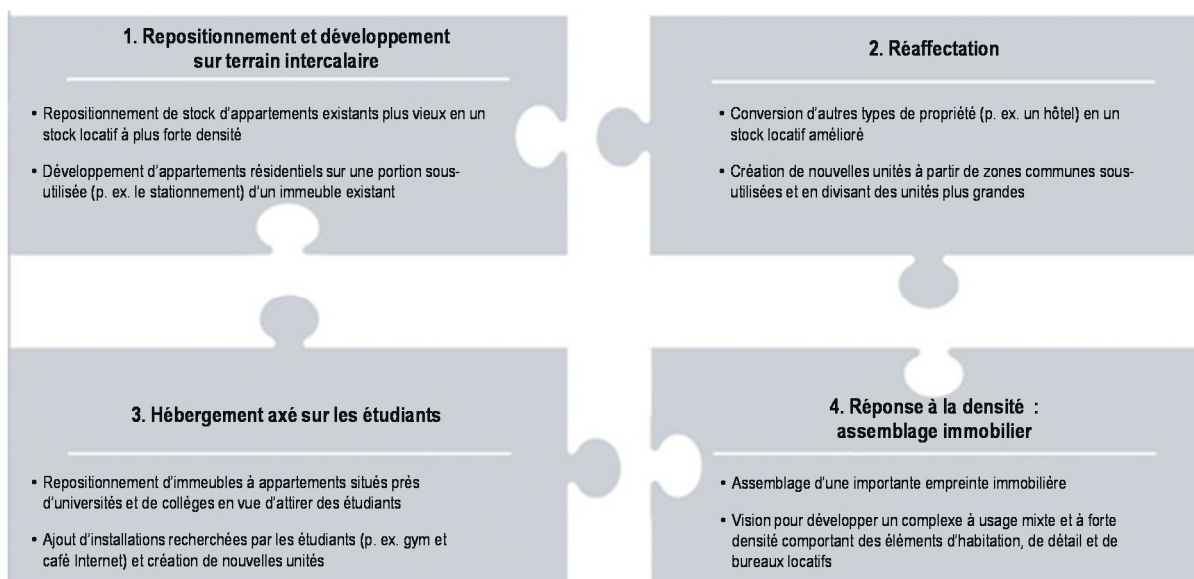 1. Repositionnement et développement
sur terrain intercalaire
• Repositionnement de stock d'appartements existants plus vieux en un
stock locatif à plus forte densité
• Développement d'appartements résidentiels sur une portion sous-
utilisée (p. ex. le stationnement) d'un immeuble existant
2. Réaffectation
• Conversion d'autres types de propriété (p. ex. un hôtel) en un
stock locatif amélioré
• Création de nouvelles unités à partir de zones communes sous-
utilisées et en divisant des unités plus grandes
3. Hébergement axé sur les étudiants
• Repositionnement d'immeubles à appartements situés près
d'universités et de collèges en vue d'attirer des étudiants
• Ajout d'installations recherchées par les étudiants (p. ex. gym et
café Internet) et création de nouvelles unités
4. Réponse à la densité :
assemblage immobilier
• Assemblage d'une importante empreinte immobilière
• Vision pour développer un complexe à usage mixte et à forte
densité comportant des éléments d'habitation, de détail et de
bureaux locatifs